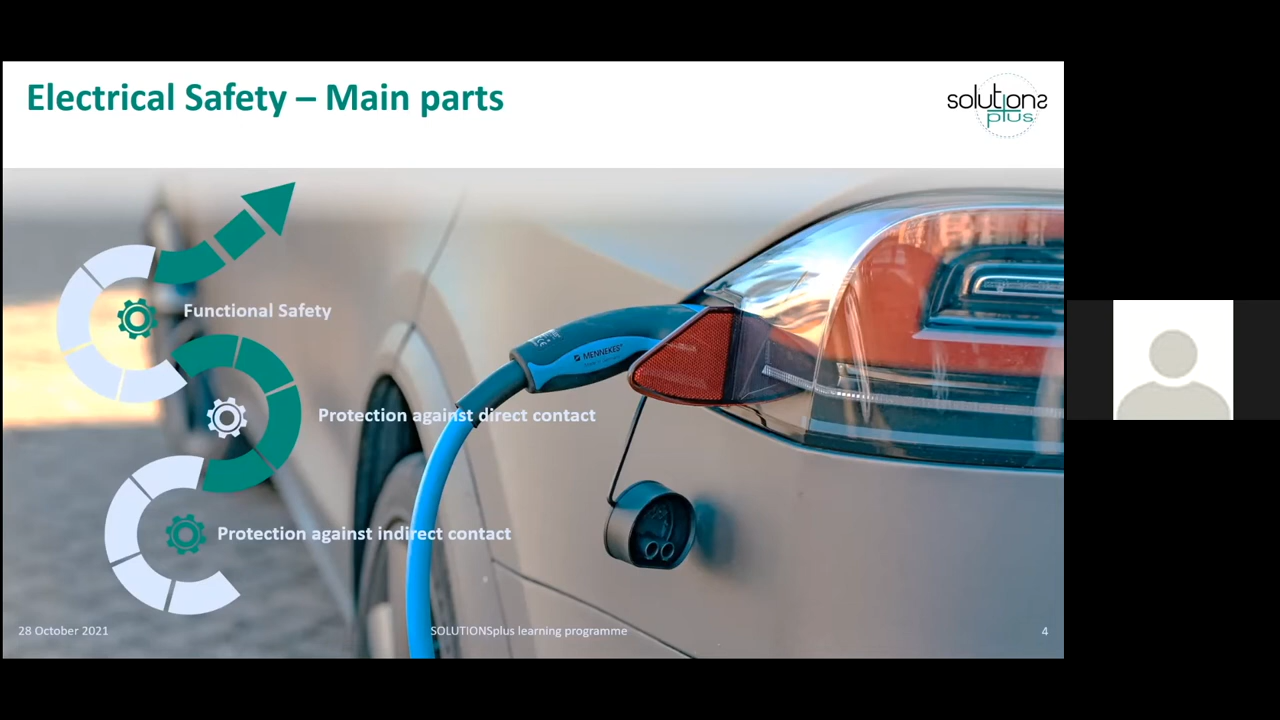 Electrical Safety – Main parts
solutions
plus
Functional Safety
MENNEKES
Protection against direct contact
Protection against indirect contact
28 October 2021
SOLUTIONSplus learning programme
4